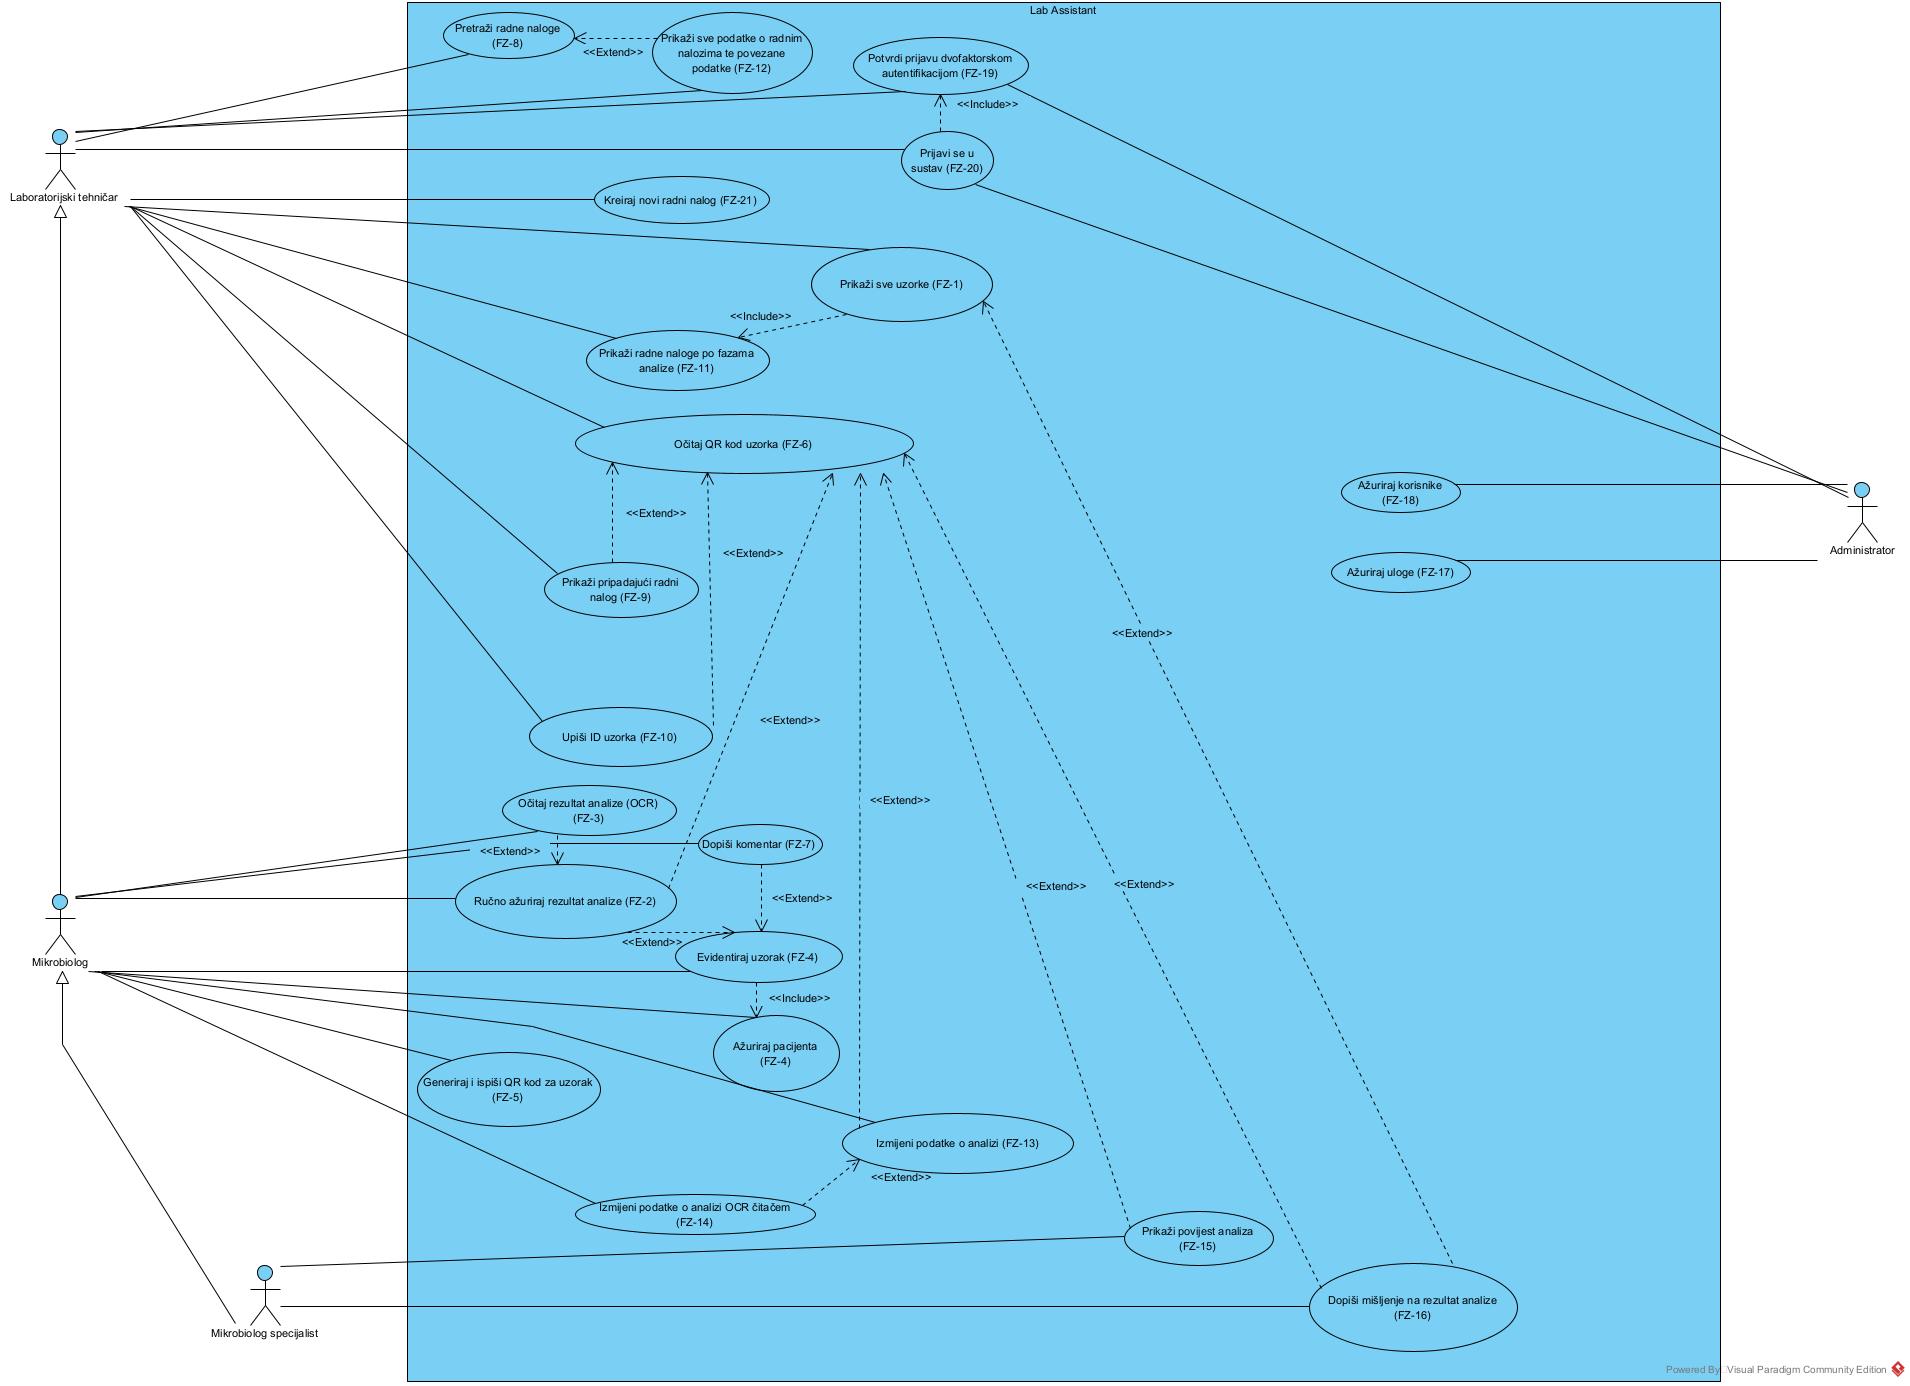 Lab Assistant
Pretraži radne naloge
(FZ-8)
<<Extend>>
Prikaži sve podatke o radnim
nalozima te povezane
podatke (FZ-12)
Potvrdi prijavu dvofaktorskom
autentifikacijom (FZ-19)
<<Include>>
Prijavi se u
sustav (FZ-20)
Laboratorijski tehničar
Kreiraj novi radni nalog (FZ-21)
Prikaži sve uzorke (FZ-1)
<<Include>>
Prikaži radne naloge po fazama
analize (FZ-11)
Očitaj QR kod uzorka (FZ-6)
Ažuriraj korisnike
(FZ-18)
<<Extend>>
<<Extend>>
Administrator
Ažuriraj uloge (FZ-17)
Prikaži pripadajući radni
nalog (FZ-9)
<<Extend>>
<<Extend>>
Upiši ID uzorka (FZ-10)
<<Extend>>
Očitaj rezultat analize (OCR)
(FZ-3)
Dopiši komentar (FZ-7)
<<Extend>>
<<Extend>>
<<Extend>>
Ručno ažuriraj rezultat analize (FZ-2)
<<Extend>>
<<Extend>>
Evidentiraj uzorak (FZ-4)
Mikrobiolog
<<Include>>
Ažuriraj pacijenta
(FZ-4)
Generiraj i ispiši QR kod za uzorak
(FZ-5)
Izmijeni podatke o analizi (FZ-13)
<<Extend>>
Izmijeni podatke o analizi OCR čitačem
(FZ-14)
Prikaži povijest analiza
(FZ-15)
Dopiši mišljenje na rezultat analize
(FZ-16)
Mikrobiolog specijalist
Powered By Visual Paradigm Community Edition